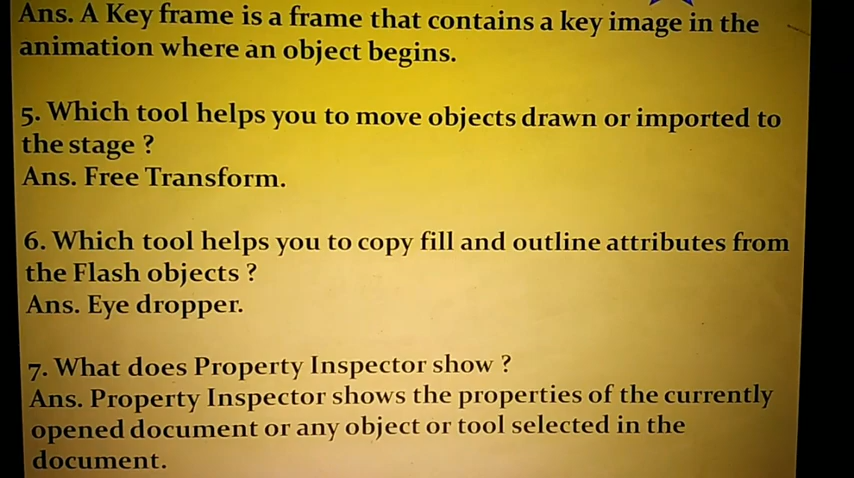 Ans. A Key frame is a frame that contains a key image in the
animation where an object begins.
5. Which tool helps you to move objects drawn or imported to
the stage ?
Ans. Free Transform.
6. Which tool helps you to copy fill and outline attributes from
the Flash objects ?
Ans. Eye dropper.
7. What does Property Inspector show ?
Ans. Property Inspector shows the properties of the currently
opened document or any object or tool selected in the
document.